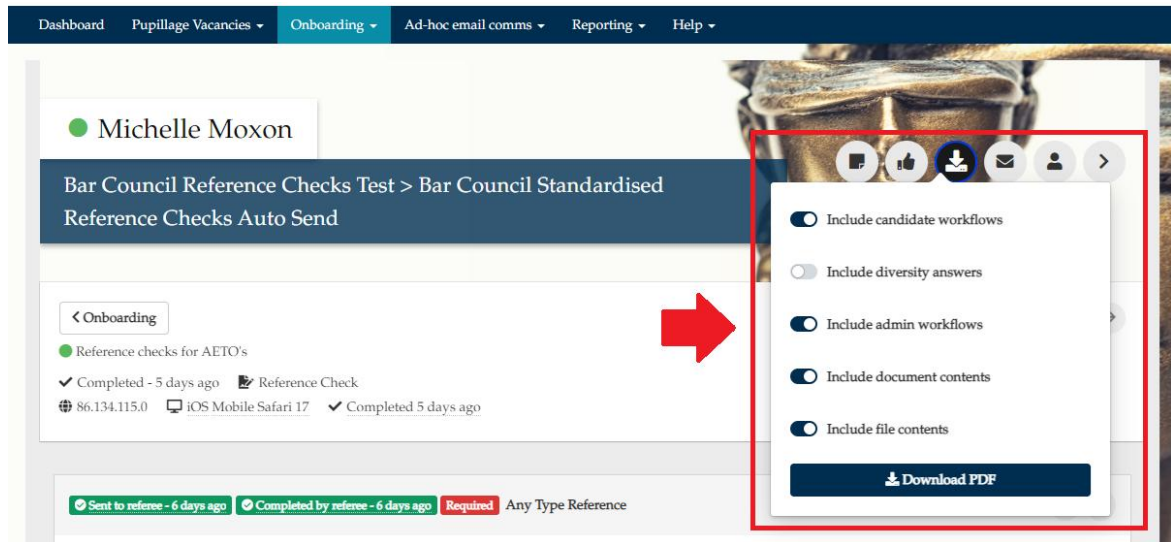 Dashboard Pupillage Vacancies Onboarding Ad-hoc email comms Reporting Help
Michelle Moxon
Bar Council Reference Checks Test > Bar Council Standardised
Reference Checks Auto Send
Include candidate workflows
Include diversity answers
Include admin workflows
Include document contents
Include file contents
Download PDF
Onboarding
Reference checks for AETO's
Completed - 5 days ago Reference Check
86.134.115.0 iOS Mobile Safari 17 Completed 5 days ago
Sent to referee - 6 days ago Completed by referee - 6 days ago Required Any Type Reference